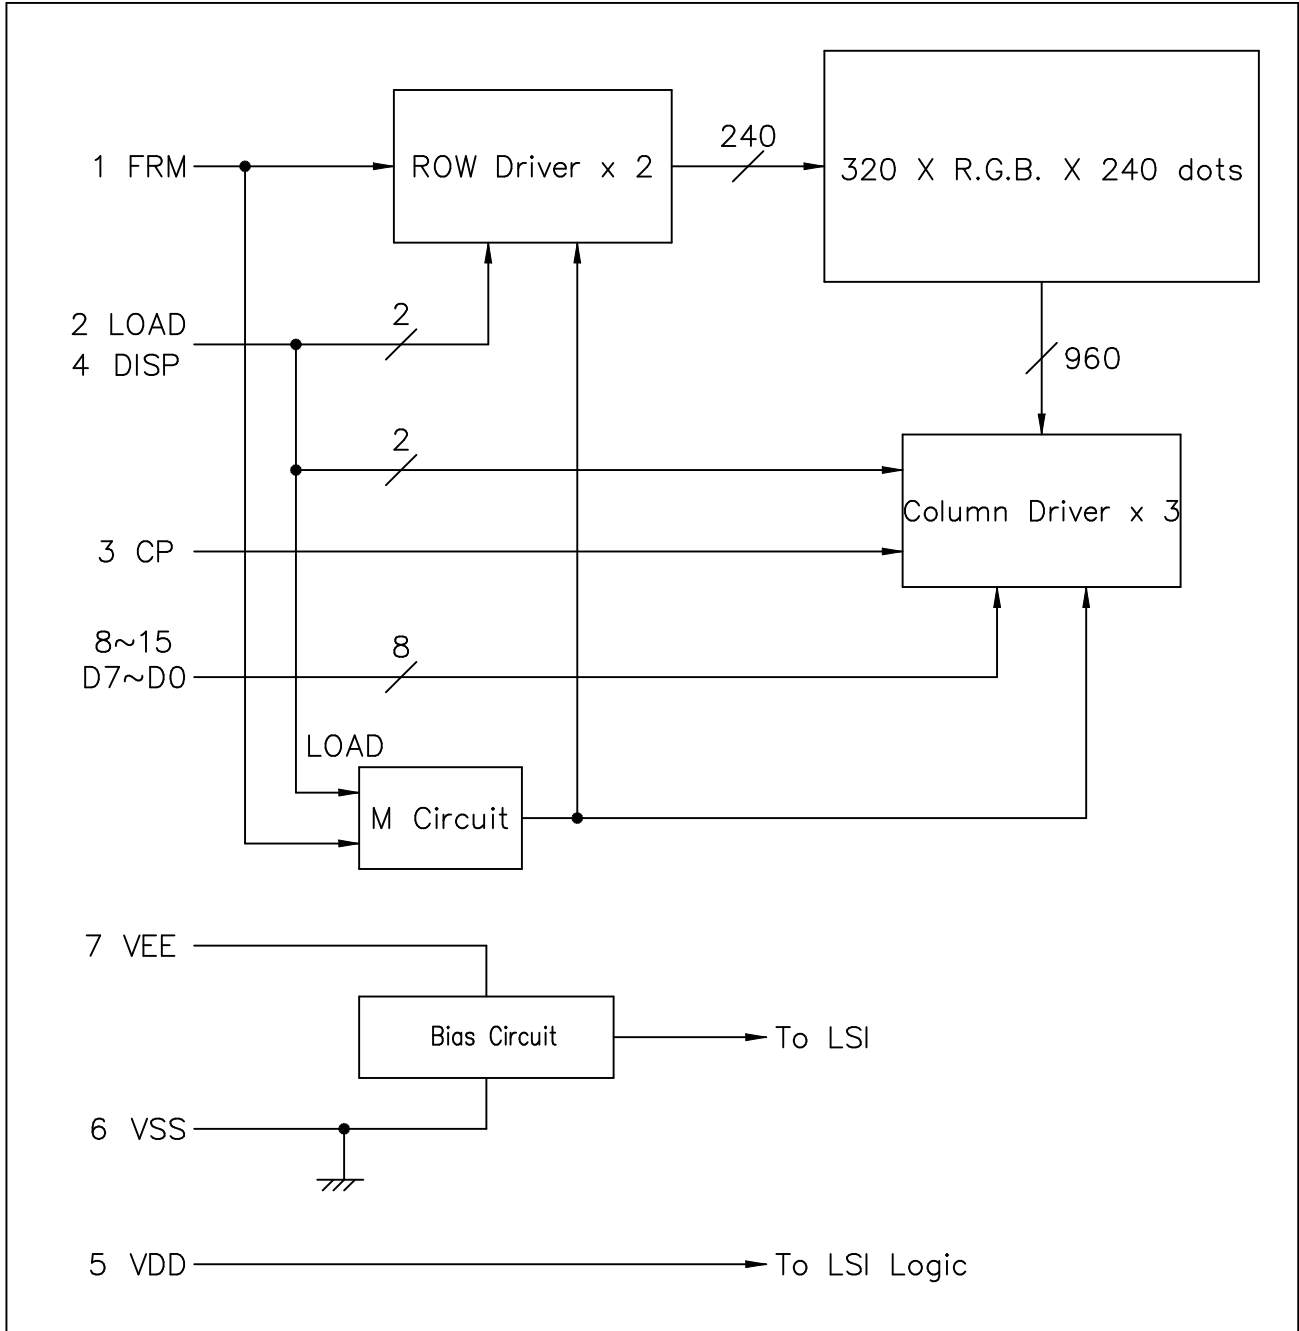 240
1 FRM
ROW Driver x 2
320 X R.G.B. X 240 dots
2 LOAD
4 DISP
2
960
2
Column Driver x 3
3 CP
8~15
D7~D0
8
LOAD
M Circuit
7 VEE
Bias Circuit
To LSI
6 VSS
5 VDD
To LSI Logic